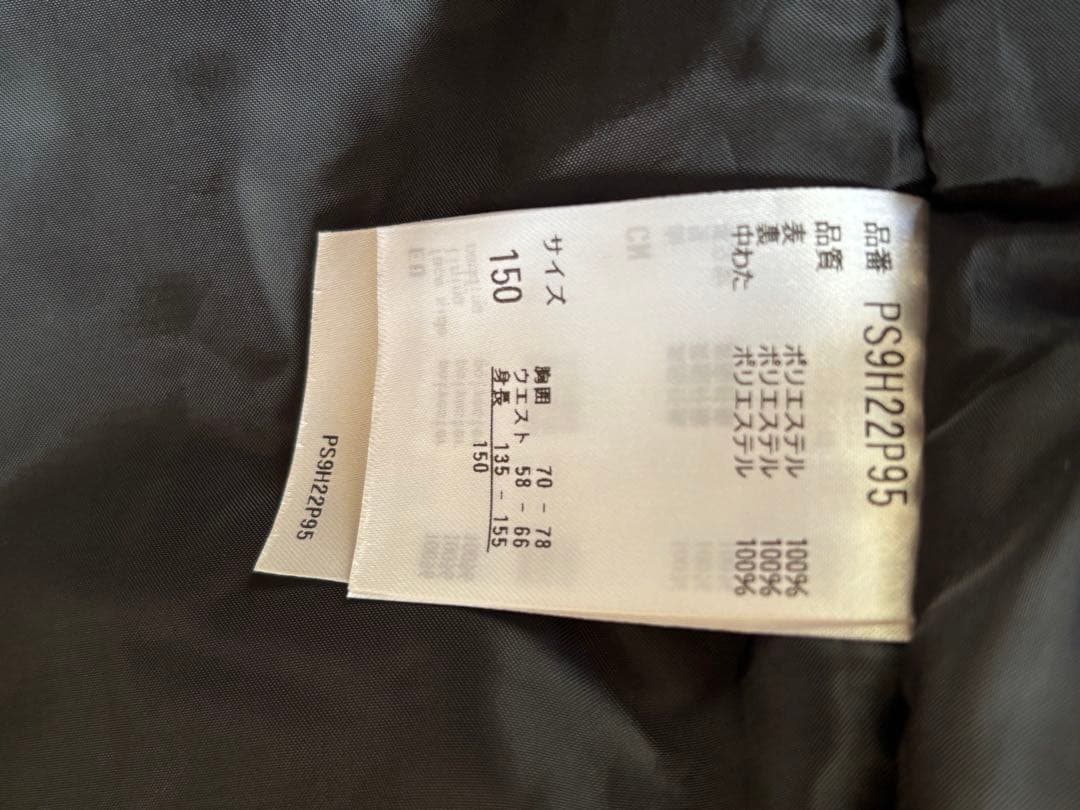 品番 PS9H22P95
品質
表 ポリエステル 100%
裏 ポリエステル 100%
中わた ポリエステル 100%
サイズ
150
胸囲 70 - 78
ウエスト 58 - 66
身長 135 - 155
150
PS9H22P95